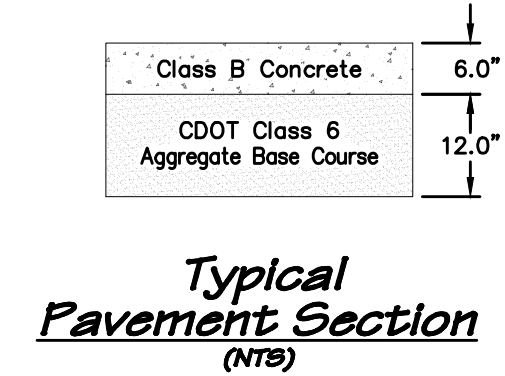 Class B Concrete
6.0"
CDOT Class 6
Aggregate Base Course
12.0"
Typical
Pavement Section
(NTS)